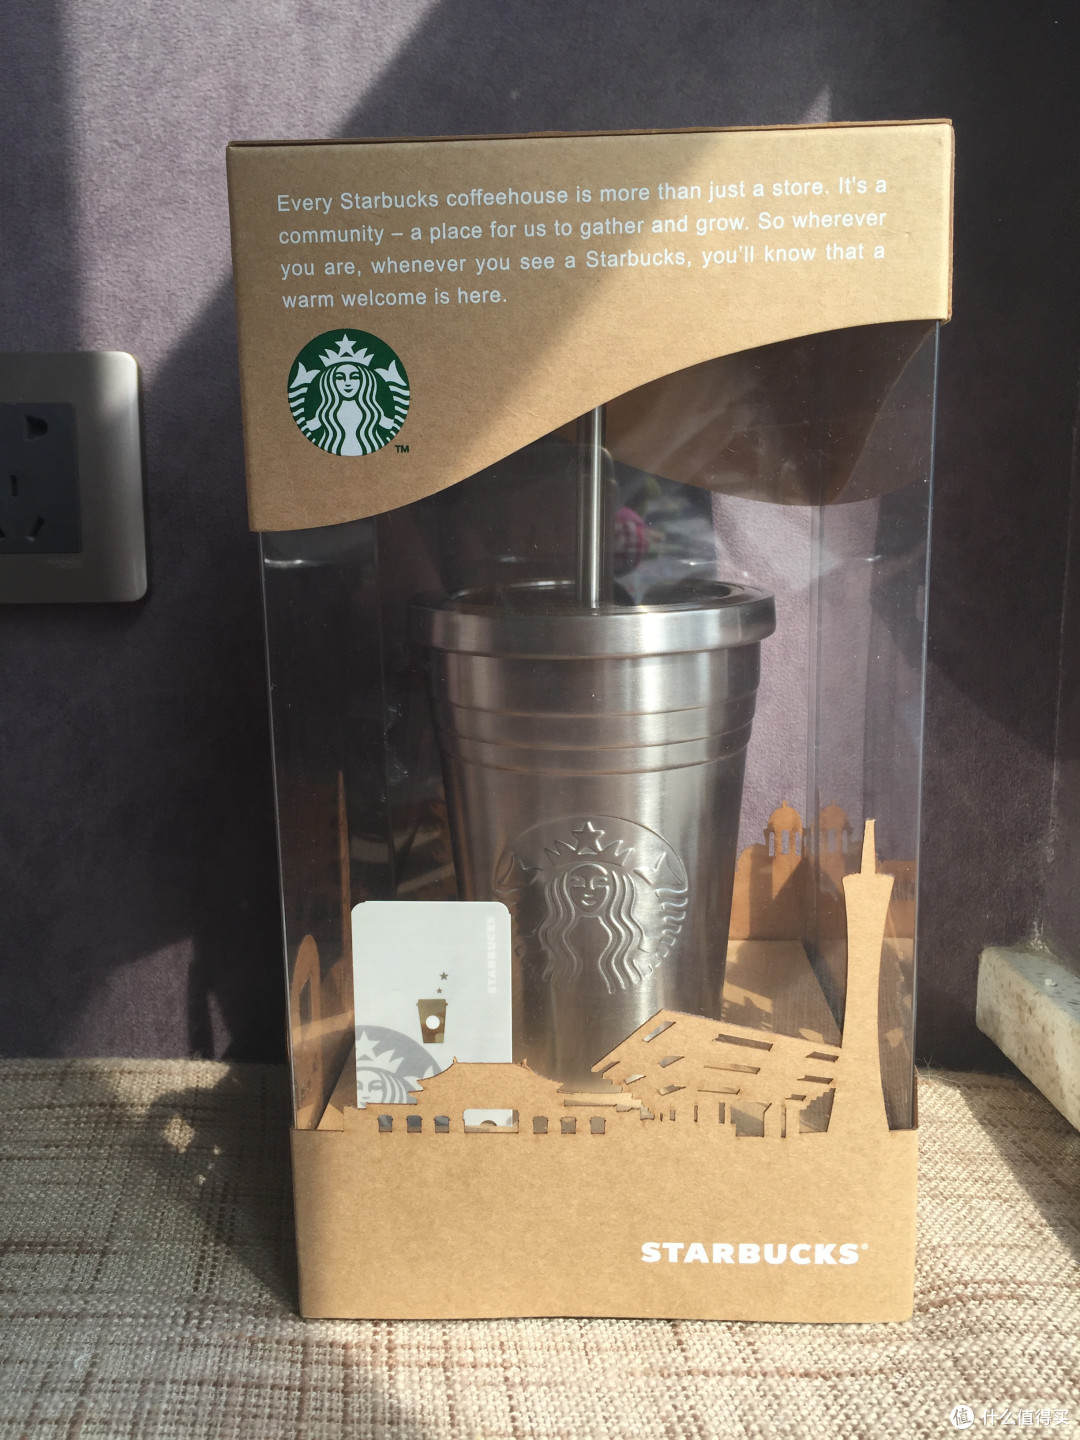 Every Starbucks coffeehouse is more than just a store. It's a
community – a place for us to gather and grow. So wherever
you are, whenever you see a Starbucks, you'll know that a
warm welcome is here.
TM
STARBUCKS
STARBUCKS®
值 什么值得买